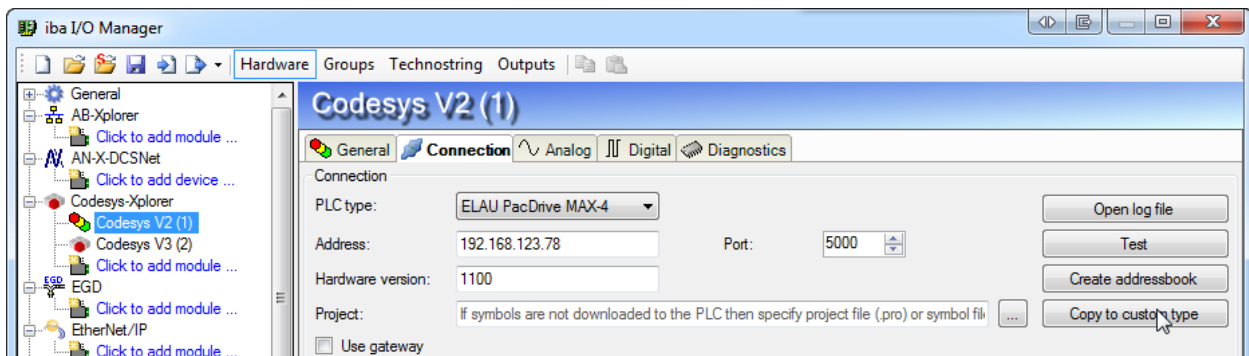 iba I/O Manager
Hardware Groups Technostring Outputs
General
AB-Xplorer
Click to add module ...
AN-X-DCSNet
Click to add device ...
Codesys-Xplorer
Codesys V2 (1)
Codesys V3 (2)
Click to add module ...
EGD
Click to add module ...
EtherNet/IP
Click to add module ...
Codesys V2 (1)
General Connection Analog Digital Diagnostics
Connection
PLC type: ELAU PacDrive MAX-4 Open log file
Address: 192.168.123.78 Port: 5000 Test
Hardware version: 1100 Create addressbook
Project: If symbols are not downloaded to the PLC then specify project file (.pro) or symbol fil ... Copy to custom type
Use gateway